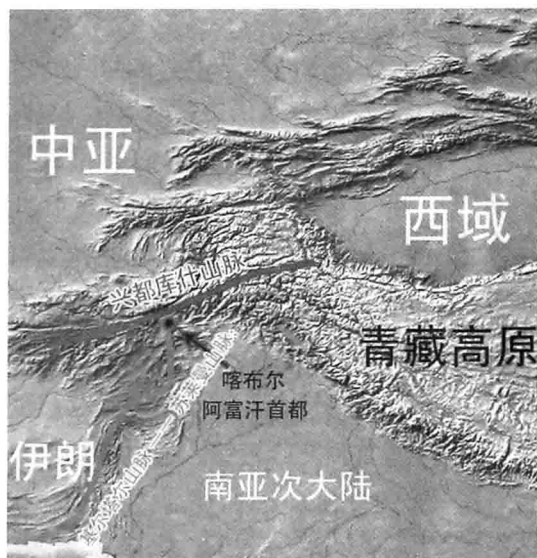 中亚
西域
兴都库什山脉
青藏高原
喀布尔
阿富汗首都
伊朗
南亚次大陆